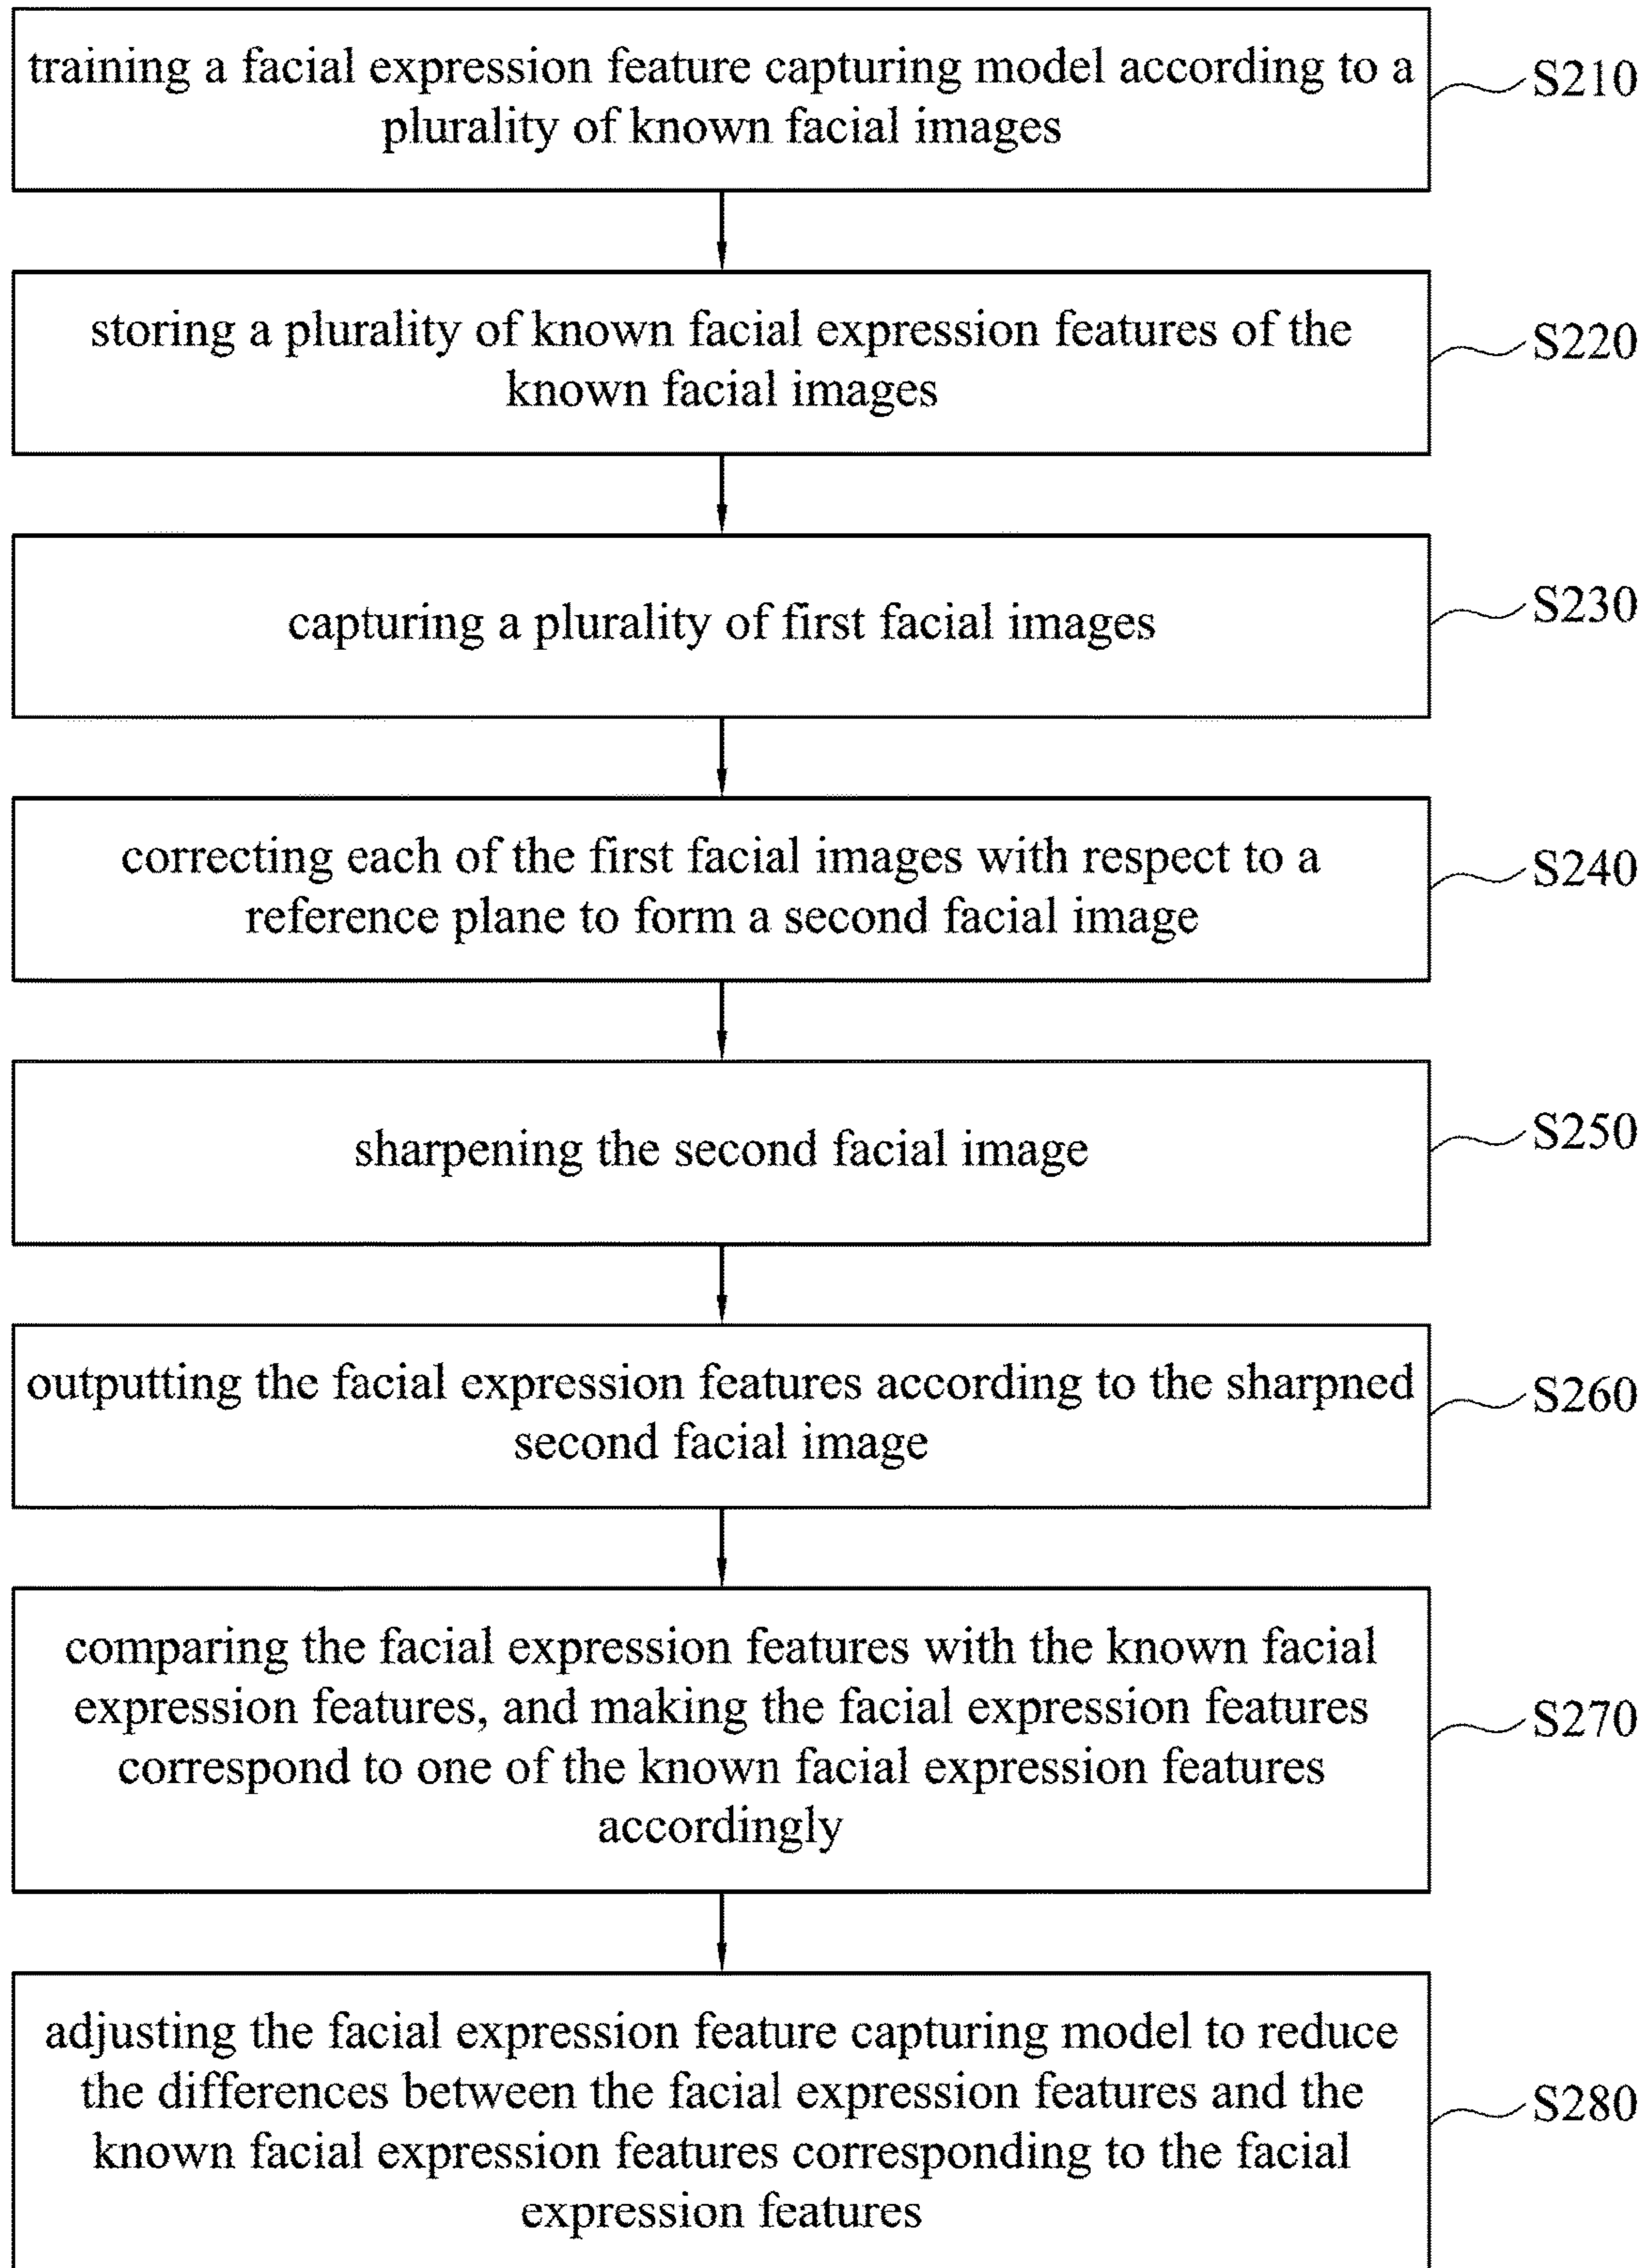 training a facial expression feature capturing model according to a
plurality of known facial images
S210
storing a plurality of known facial expression features of the
known facial images
S220
capturing a plurality of first facial images
S230
correcting each of the first facial images with respect to a
reference plane to form a second facial image
S240
sharpening the second facial image
S250
outputting the facial expression features according to the sharpned
second facial image
S260
comparing the facial expression features with the known facial
expression features, and making the facial expression features
correspond to one of the known facial expression features
accordingly
S270
adjusting the facial expression feature capturing model to reduce
the differences between the facial expression features and the
known facial expression features corresponding to the facial
expression features
S280